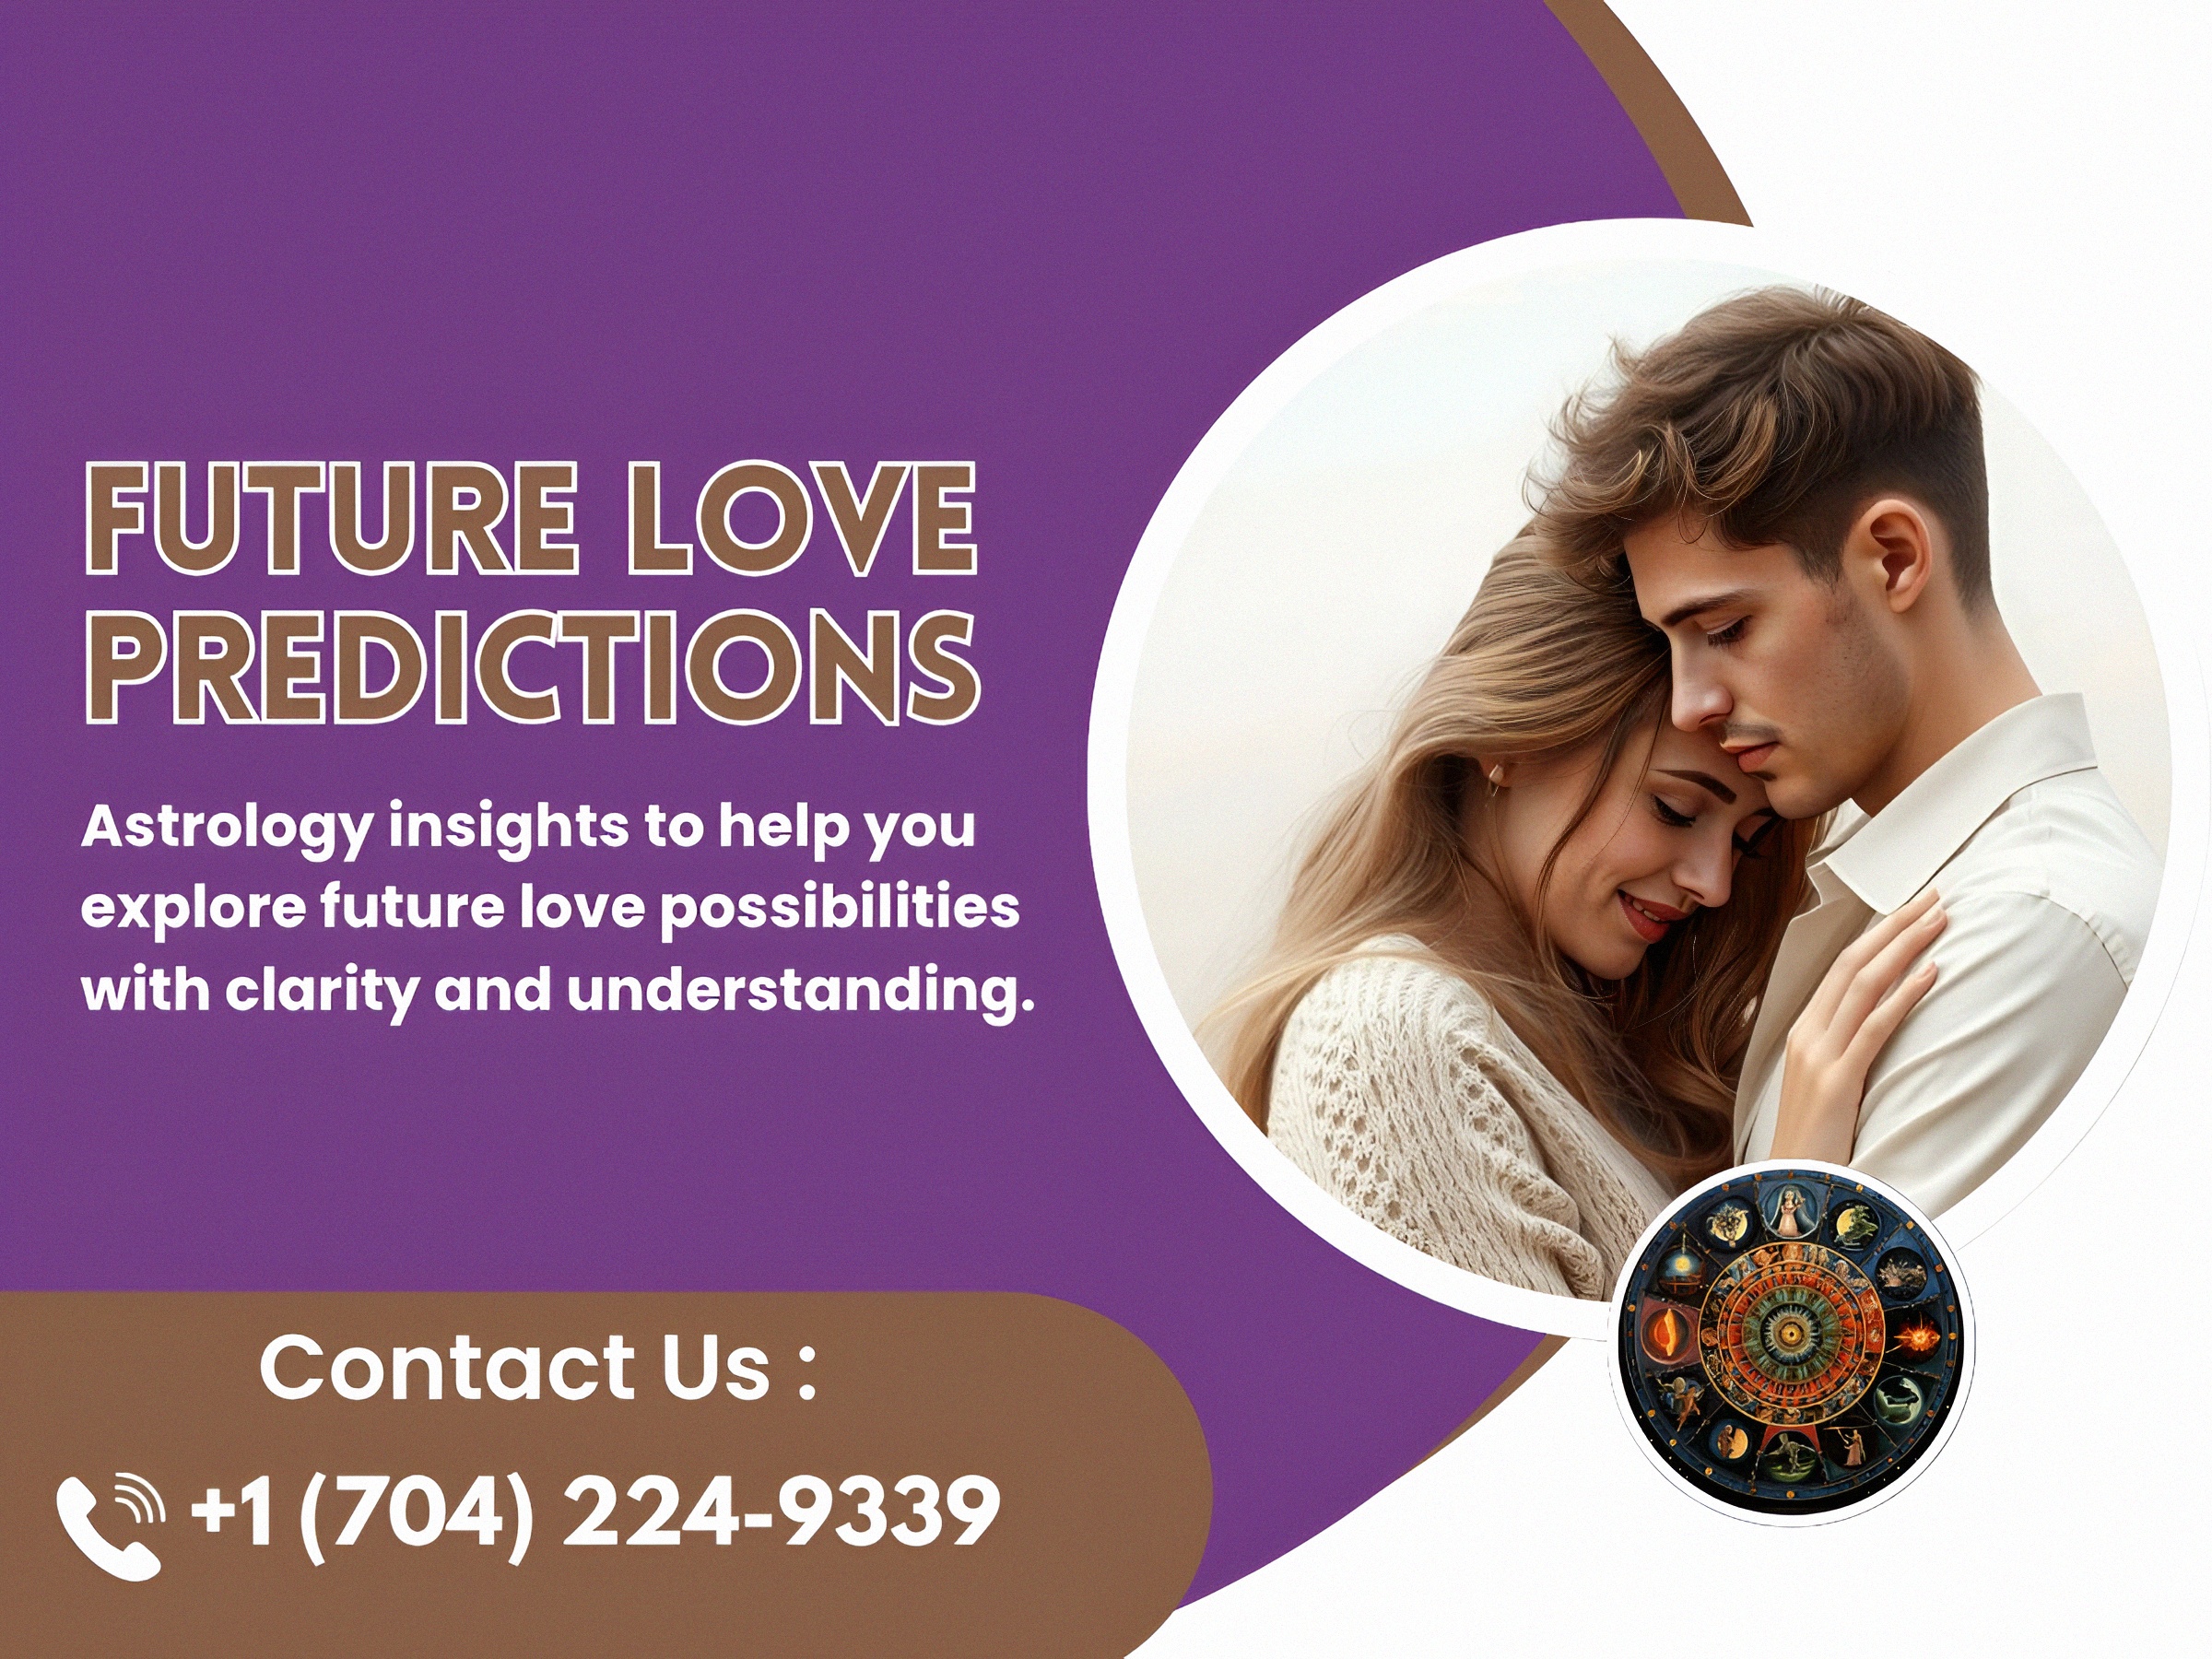 FUTURE LOVE
PREDICTIONS
Astrology insights to help you
explore future love possibilities
with clarity and understanding.
Contact Us :
+1 (704) 224-9339